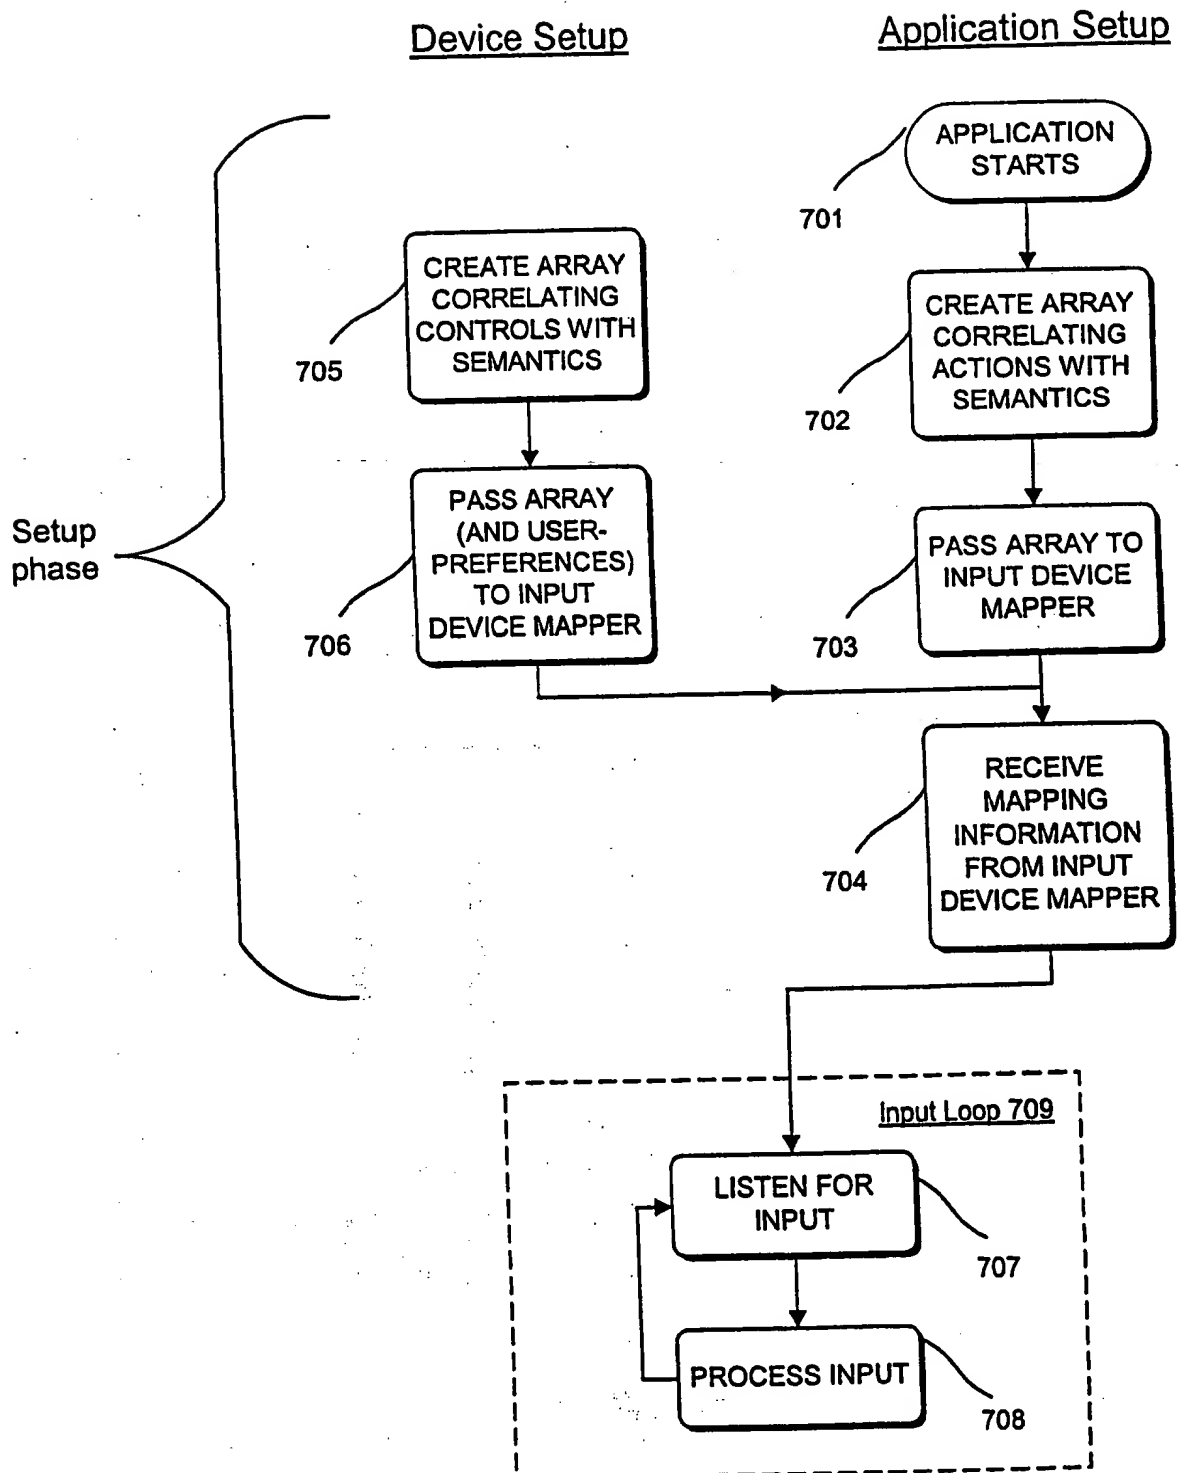 Device Setup
Application Setup
APPLICATION
STARTS
701
CREATE ARRAY
CORRELATING
CONTROLS WITH
SEMANTICS
705
CREATE ARRAY
CORRELATING
ACTIONS WITH
SEMANTICS
702
Setup
phase
PASS ARRAY
(AND USER-
PREFERENCES)
TO INPUT
DEVICE MAPPER
706
PASS ARRAY TO
INPUT DEVICE
MAPPER
703
RECEIVE
MAPPING
INFORMATION
FROM INPUT
DEVICE MAPPER
704
Input Loop 709
LISTEN FOR
INPUT
707
PROCESS INPUT
708